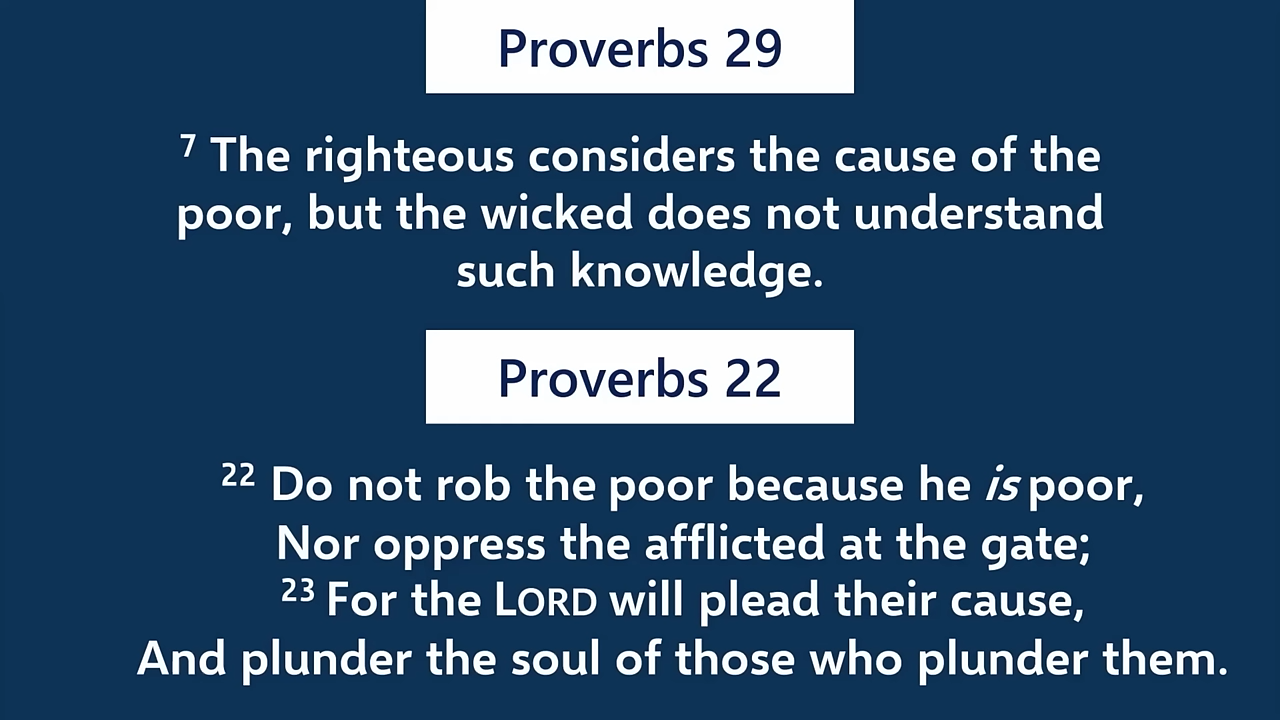 Proverbs 29
⁷ The righteous considers the cause of the
poor, but the wicked does not understand
such knowledge.
Proverbs 22
²² Do not rob the poor because he is poor,
Nor oppress the afflicted at the gate;
²³ For the LORD will plead their cause,
And plunder the soul of those who plunder them.